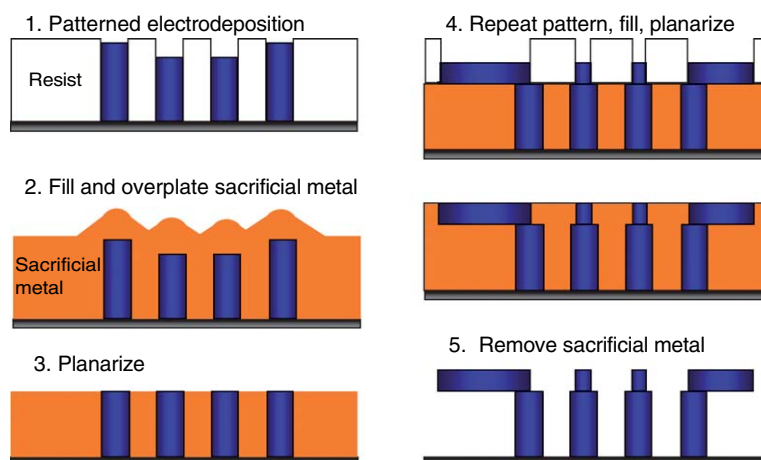 1. Patterned electrodeposition
Resist
2. Fill and overplate sacrificial metal
Sacrificial
metal
3. Planarize
4. Repeat pattern, fill, planarize
5. Remove sacrificial metal